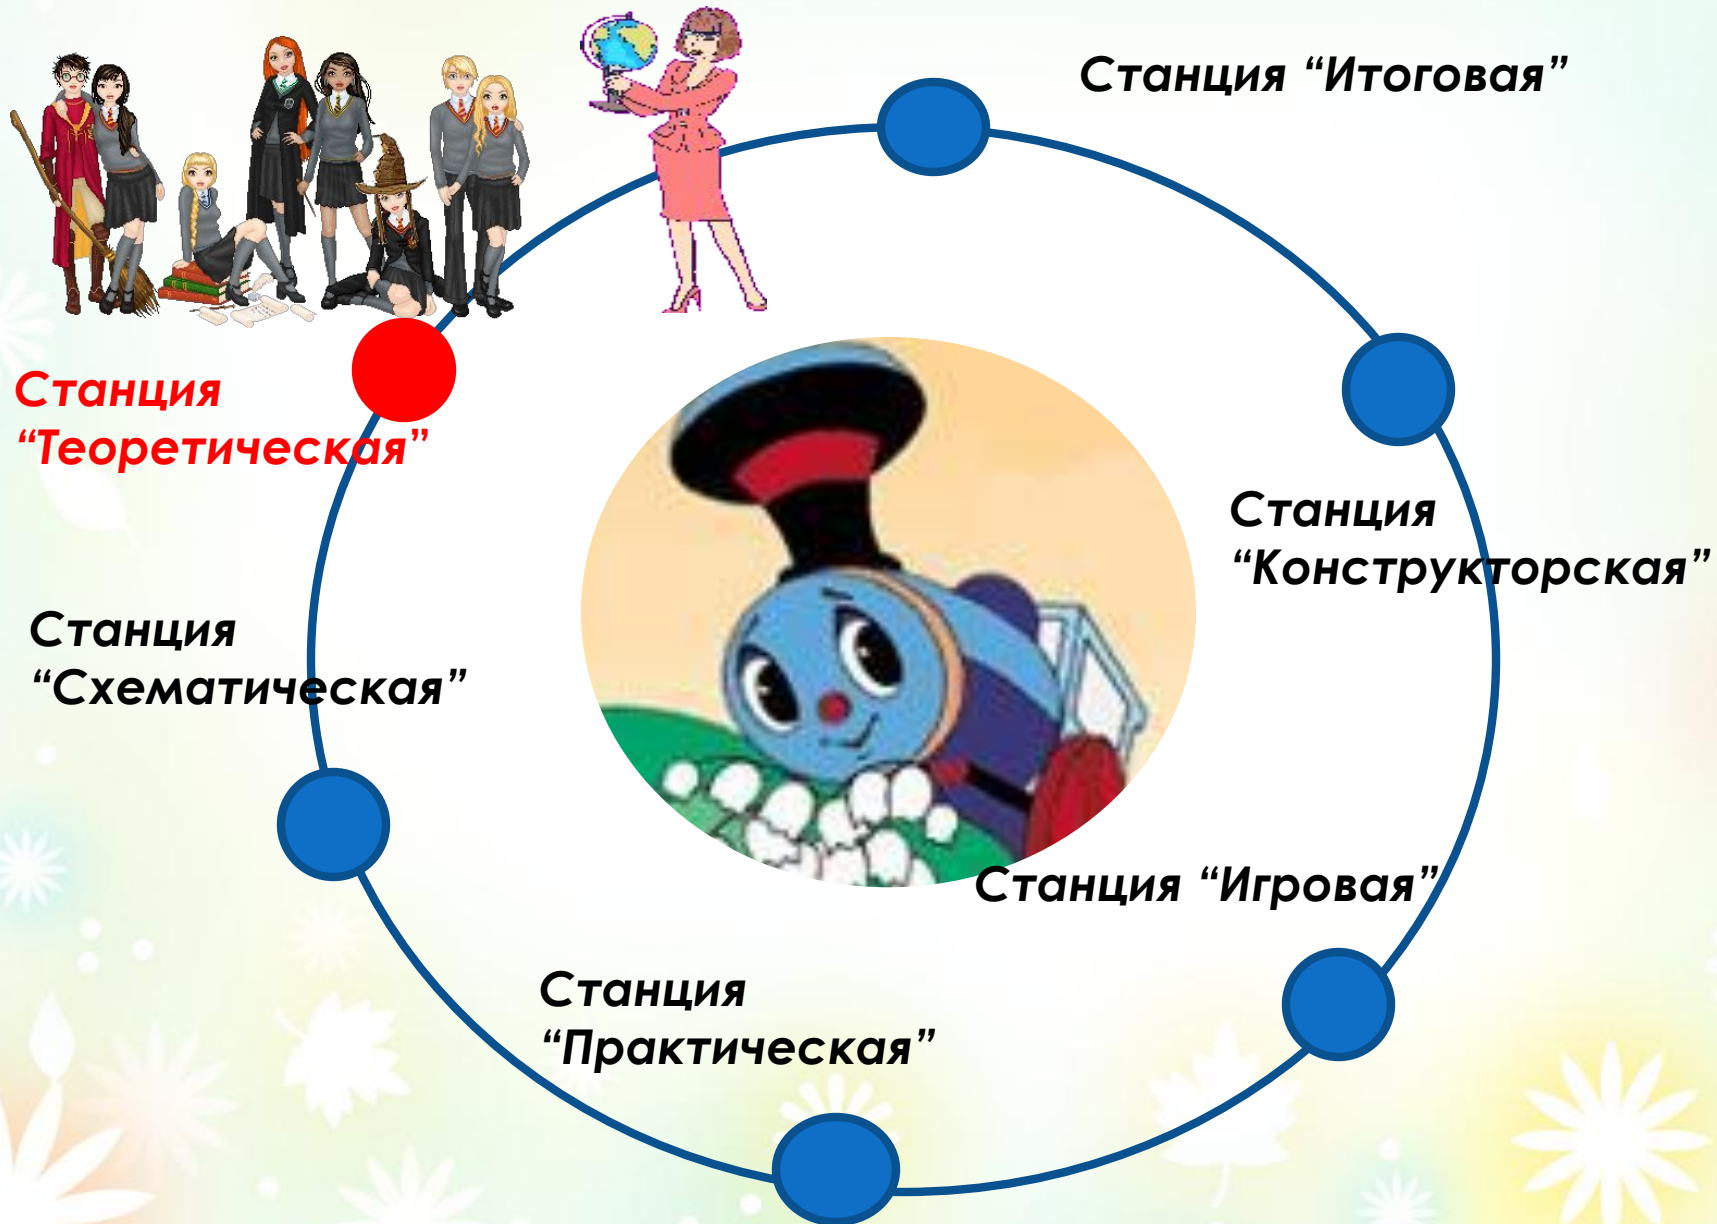 Станция “Итоговая”
Станция
“Теоретическая”
Станция
“Конструкторская”
Станция
“Схематическая”
Станция “Игровая”
Станция
“Практическая”